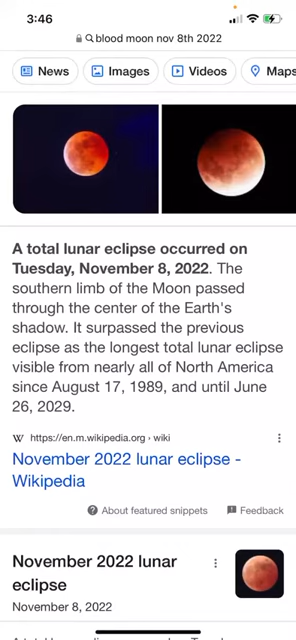 3:46
blood moon nov 8th 2022
News Images Videos Maps
A total lunar eclipse occurred on
Tuesday, November 8, 2022. The
southern limb of the Moon passed
through the center of the Earth's
shadow. It surpassed the previous
eclipse as the longest total lunar eclipse
visible from nearly all of North America
since August 17, 1989, and until June
26, 2029.
W https://en.m.wikipedia.org › wiki
November 2022 lunar eclipse -
Wikipedia
About featured snippets Feedback
November 2022 lunar
eclipse
November 8, 2022